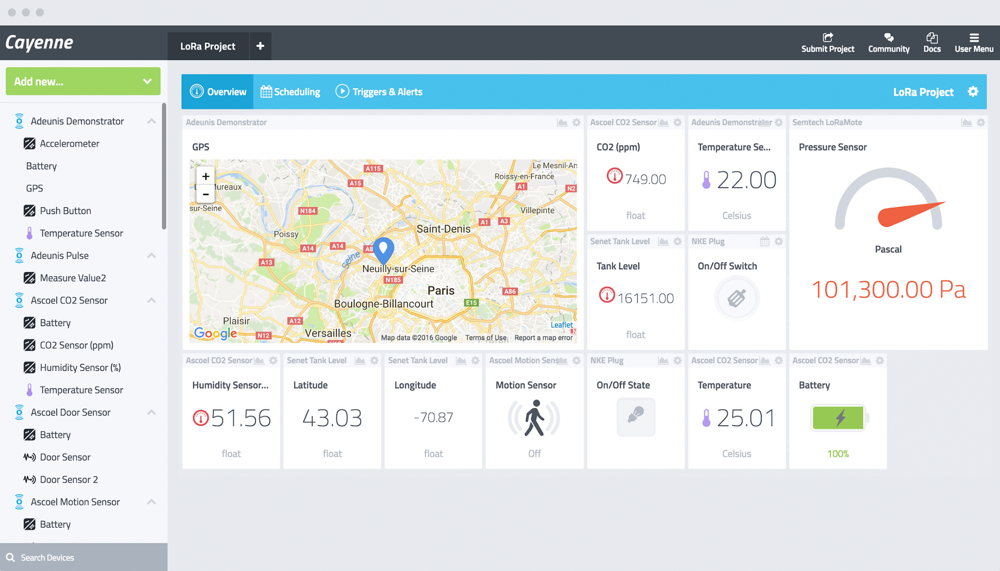 Cayenne
LoRa Project
+
Submit Project
Community
Docs
User Menu
Add new...
Overview
Scheduling
Triggers & Alerts
LoRa Project
Adeunis Demonstrator
Accelerometer
Battery
GPS
Push Button
Temperature Sensor
Adeunis Pulse
Measure Value2
Ascoel CO2 Sensor
Battery
CO2 Sensor (ppm)
Humidity Sensor (%)
Temperature Sensor
Ascoel Door Sensor
Battery
Door Sensor
Door Sensor 2
Ascoel Motion Sensor
Battery
Search Devices
Adeunis Demonstrator
GPS
+
−
A115
Le Mesnil-Am
Roissy-en-France
A15
A1
N2
Mureaux
sur-Seine
N184
Villepinte
A1
A3
Saint-Denis
Poissy
A14
A14
A8
Seine
A13
Neuilly-sur-Seine
N185
Paris
A86
E15
Boulogne-Billancourt
Plaisir
A12
Leaflet
Google
N12
Versailles
Map data ©2016 Google
Terms of Use
Report a map error
Ascoel CO2 Sensor
CO2 (ppm)
749.00
float
Adeunis Demonstrator
Temperature Se...
22.00
Celsius
Semtech LoRaMote
Pressure Sensor
Pascal
101,300.00 Pa
Senet Tank Level
Tank Level
16151.00
float
NKE Plug
On/Off Switch
Ascoel CO2 Sensor
Humidity Sensor...
51.56
float
Senet Tank Level
Latitude
43.03
float
Senet Tank Level
Longitude
-70.87
float
Ascoel Motion Sensor
Motion Sensor
Off
NKE Plug
On/Off State
Ascoel CO2 Sensor
Temperature
25.01
Celsius
Ascoel CO2 Sensor
Battery
100%